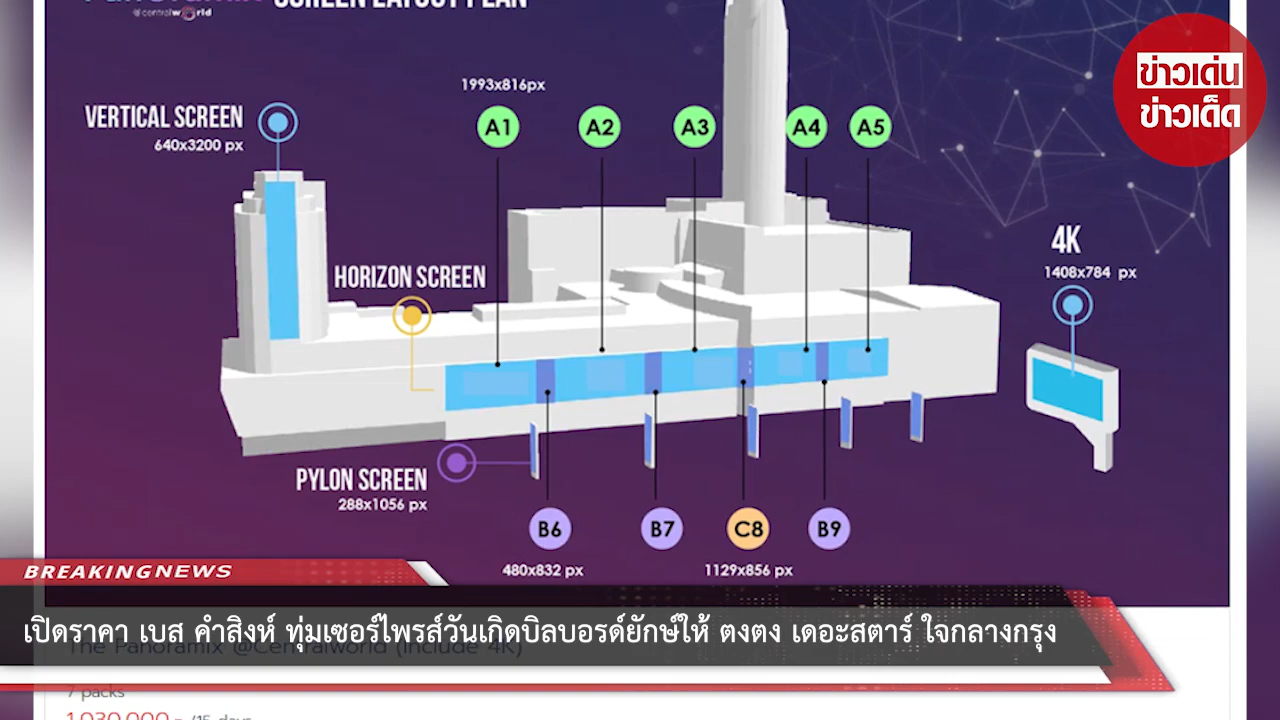 SCREEN LAYOUT PLAN
@centralwOrld
ข่าวเด่น
ข่าวเด็ด
1993x816px
VERTICAL SCREEN
640x3200 px
A1
A2
A3
A4
A5
4K
1408x784 px
HORIZON SCREEN
PYLON SCREEN
288x1056 px
B6
B7
C8
B9
480x832 px
1129x856 px
BREAKINGNEWS
เปิดราคา เบส คำสิงห์ ทุ่มเซอร์ไพรส์วันเกิดบิลบอรด์ยักษ์ให้ ตงตง เดอะสตาร์ ใจกลางกรุง
The Panoramix @Centralworld (include 4K)
7 packs